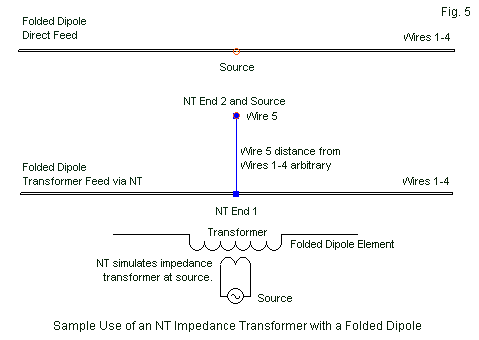 Fig. 5
Folded Dipole
Direct Feed
Wires 1-4
Source
NT End 2 and Source
Wire 5
Wire 5 distance from
Wires 1-4 arbitrary
Folded Dipole
Transformer Feed via NT
Wires 1-4
NT End 1
Transformer
Folded Dipole Element
NT simulates impedance
transformer at source.
Source
Sample Use of an NT Impedance Transformer with a Folded Dipole